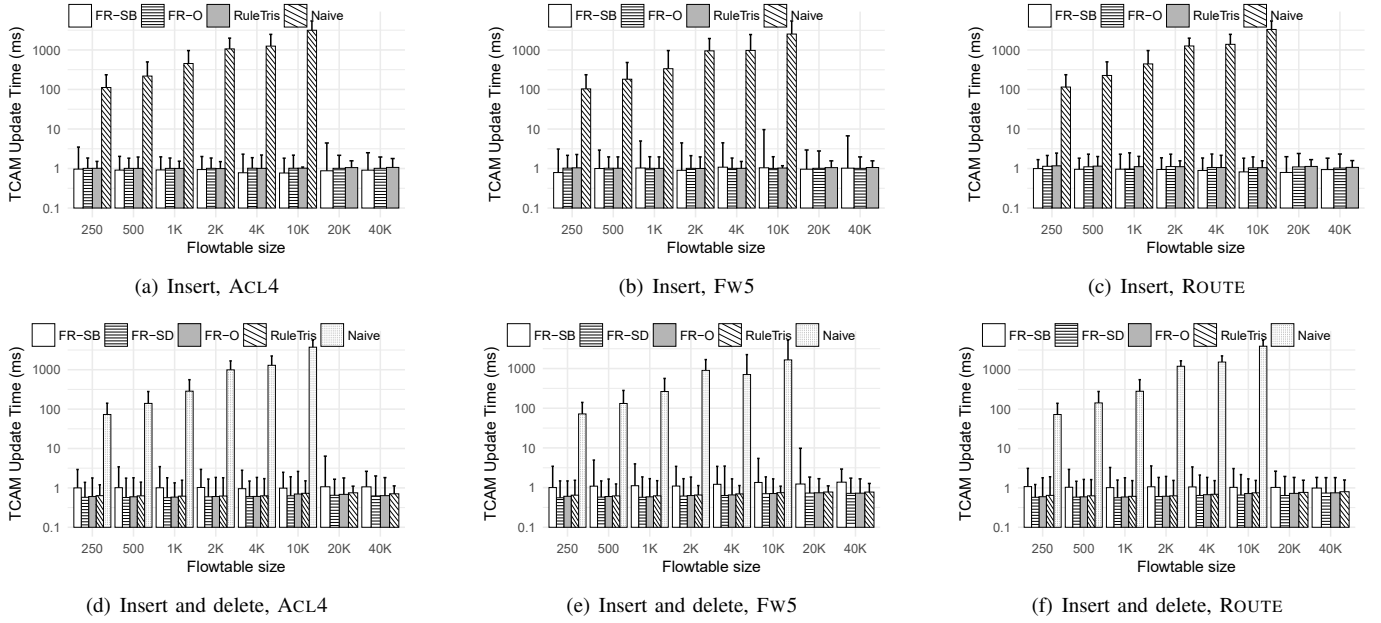 FR−SB FR−O RuleTris Naive
TCAM Update Time (ms)
1000
100
10
1
0.1
250 500 1K 2K 4K 10K 20K 40K
Flowtable size
(a) Insert, ACL4
FR−SB FR−O RuleTris Naive
TCAM Update Time (ms)
1000
100
10
1
0.1
250 500 1K 2K 4K 10K 20K 40K
Flowtable size
(b) Insert, FW5
FR−SB FR−O RuleTris Naive
TCAM Update Time (ms)
1000
100
10
1
0.1
250 500 1K 2K 4K 10K 20K 40K
Flowtable size
(c) Insert, ROUTE
FR−SB FR−SD FR−O RuleTris Naive
TCAM Update Time (ms)
1000
100
10
1
0.1
250 500 1K 2K 4K 10K 20K 40K
Flowtable size
(d) Insert and delete, ACL4
FR−SB FR−SD FR−O RuleTris Naive
TCAM Update Time (ms)
1000
100
10
1
0.1
250 500 1K 2K 4K 10K 20K 40K
Flowtable size
(e) Insert and delete, FW5
FR−SB FR−SD FR−O RuleTris Naive
TCAM Update Time (ms)
1000
100
10
1
0.1
250 500 1K 2K 4K 10K 20K 40K
Flowtable size
(f) Insert and delete, ROUTE